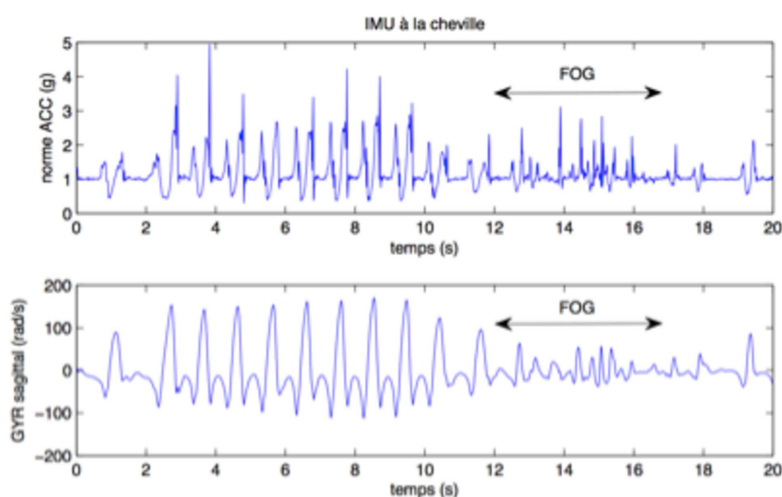 IMU à la cheville
5
4
3
2
1
0
norme ACC (g)
FOG
0 2 4 6 8 10 12 14 16 18 20
temps (s)
200
100
0
−100
−200
GYR sagittal (rad/s)
FOG
0 2 4 6 8 10 12 14 16 18 20
temps (s)